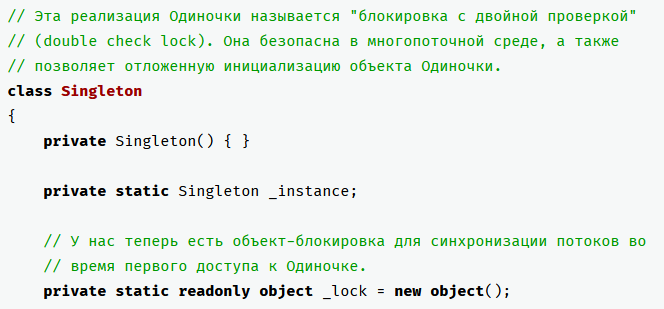 // Эта реализация Одиночки называется "блокировка с двойной проверкой"
// (double check lock). Она безопасна в многопоточной среде, а также
// позволяет отложенную инициализацию объекта Одиночки.
class Singleton
{
    private Singleton() { }

    private static Singleton _instance;

    // У нас теперь есть объект-блокировка для синхронизации потоков во
    // время первого доступа к Одиночке.
    private static readonly object _lock = new object();